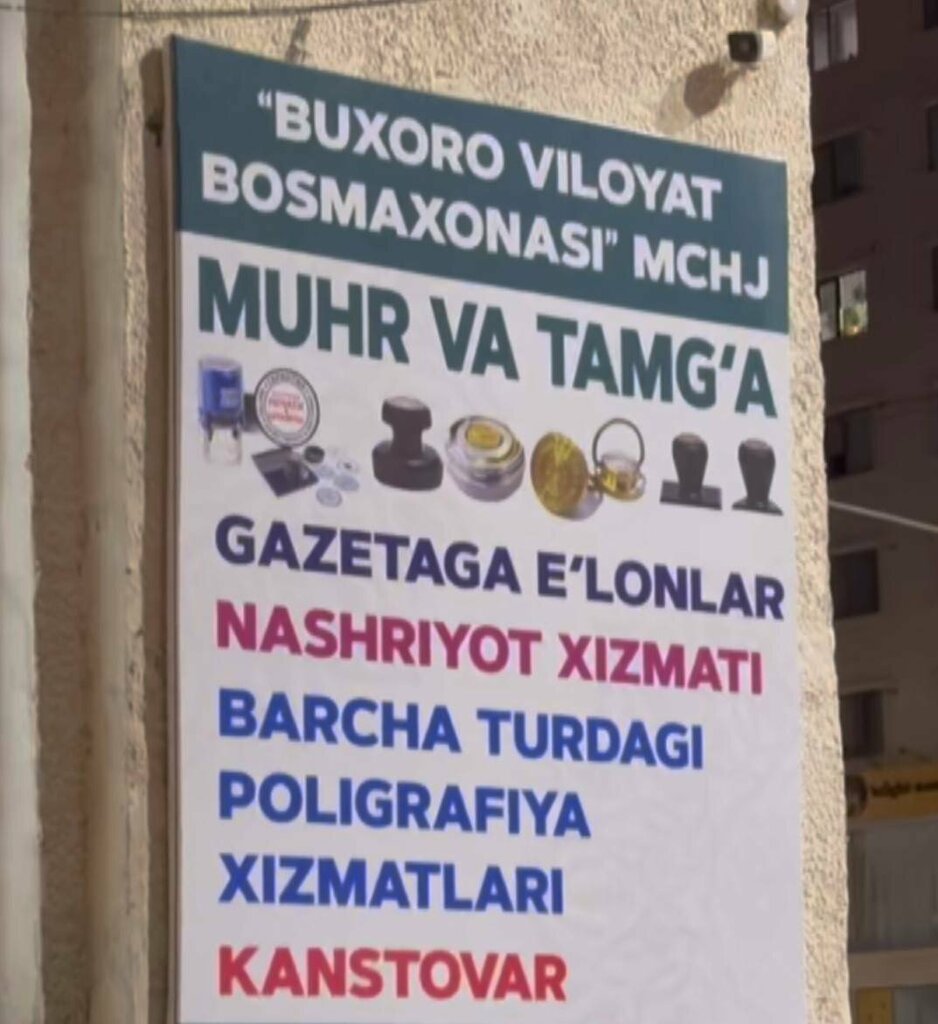 “BUXORO VILOYAT
BOSMAXONASI” MCHJ
MUHR VA TAMG‘A
GAZETAGA E’LONLAR
NASHRIYOT XIZMATI
BARCHA TURDAGI
POLIGRAFIYA
XIZMATLARI
KANSTOVAR